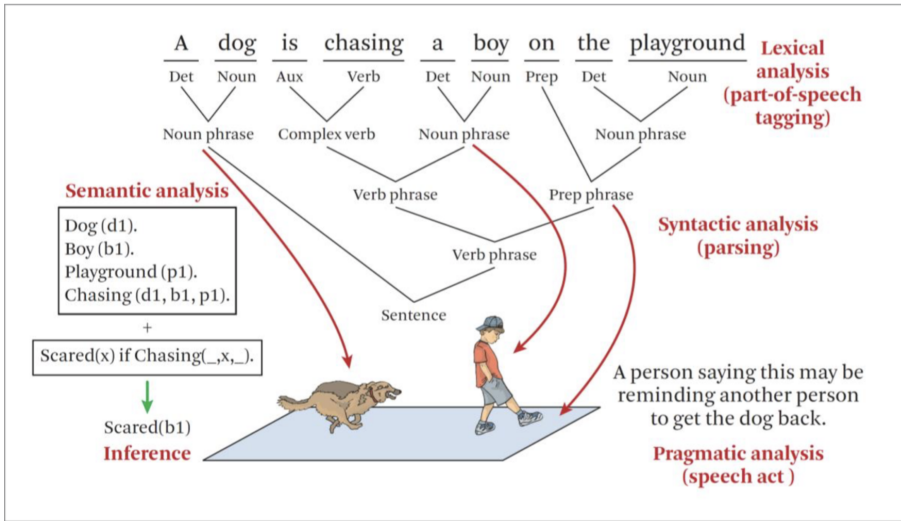 A dog is chasing a boy on the playground
Det Noun Aux Verb Det Noun Prep Det Noun
Lexical
analysis
(part-of-speech
tagging)
Noun phrase Complex verb Noun phrase Noun phrase
Semantic analysis
Verb phrase Prep phrase
Dog (d1).
Boy (b1).
Playground (p1).
Chasing (d1, b1, p1).
+
Scared(x) if Chasing(_,x,_).
Scared(b1)
Inference
Syntactic analysis
(parsing)
Verb phrase
Sentence
A person saying this may be
reminding another person
to get the dog back.
Pragmatic analysis
(speech act )